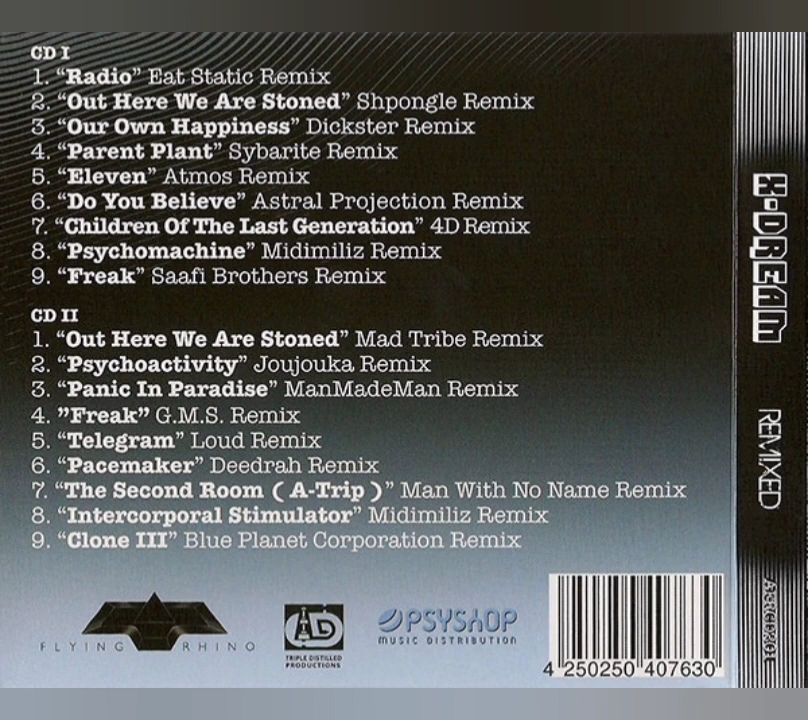 CD I
1. “Radio” Eat Static Remix
2. “Out Here We Are Stoned” Shpongle Remix
3. “Our Own Happiness” Dickster Remix
4. “Parent Plant” Sybarite Remix
5. “Eleven” Atmos Remix
6. “Do You Believe” Astral Projection Remix
7. “Children Of The Last Generation” 4D Remix
8. “Psychomachine” Midimiliz Remix
9. “Freak” Saafi Brothers Remix
CD II
1. “Out Here We Are Stoned” Mad Tribe Remix
2. “Psychoactivity” Joujouka Remix
3. “Panic In Paradise” ManMadeMan Remix
4. ”Freak” G.M.S. Remix
5. “Telegram” Loud Remix
6. “Pacemaker” Deedrah Remix
7. “The Second Room ( A-Trip )” Man With No Name Remix
8. “Intercorporal Stimulator” Midimiliz Remix
9. “Clone III” Blue Planet Corporation Remix
FLYING RHINO
TRIPLE DISTILLED
PRODUCTIONS
PSYSHOP
MUSIC DISTRIBUTION
4 250250 407630
X-DREAM
REMIXED